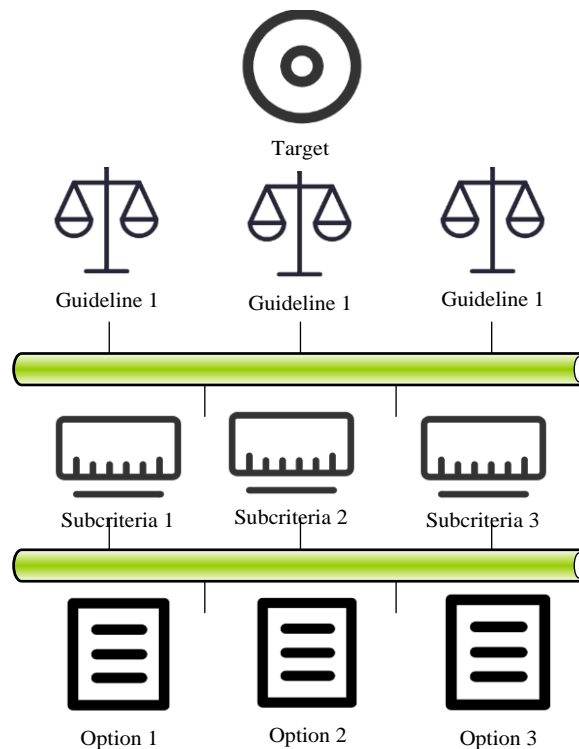 Target
Guideline 1
Guideline 1
Guideline 1
Subcriteria 1
Subcriteria 2
Subcriteria 3
Option 1
Option 2
Option 3